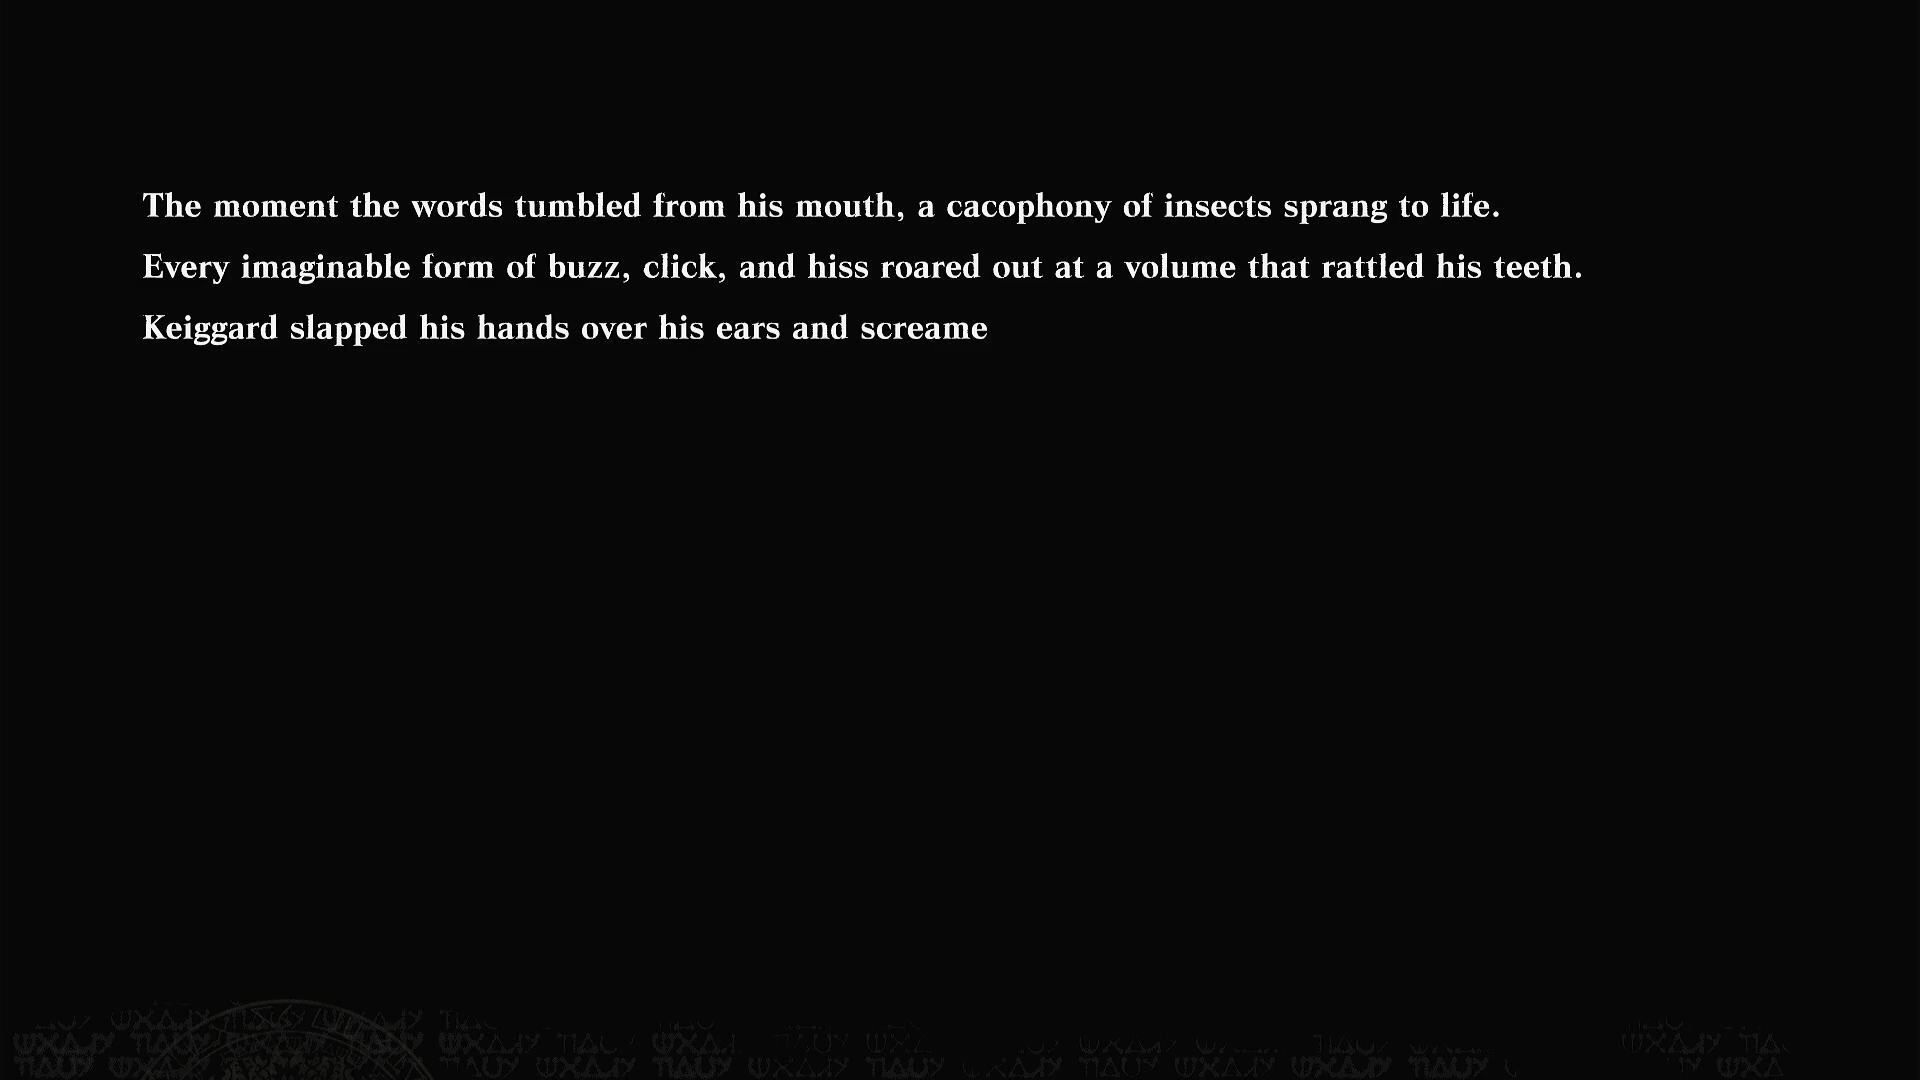 The moment the words tumbled from his mouth, a cacophony of insects sprang to life.
Every imaginable form of buzz, click, and hiss roared out at a volume that rattled his teeth.
Keiggard slapped his hands over his ears and screame